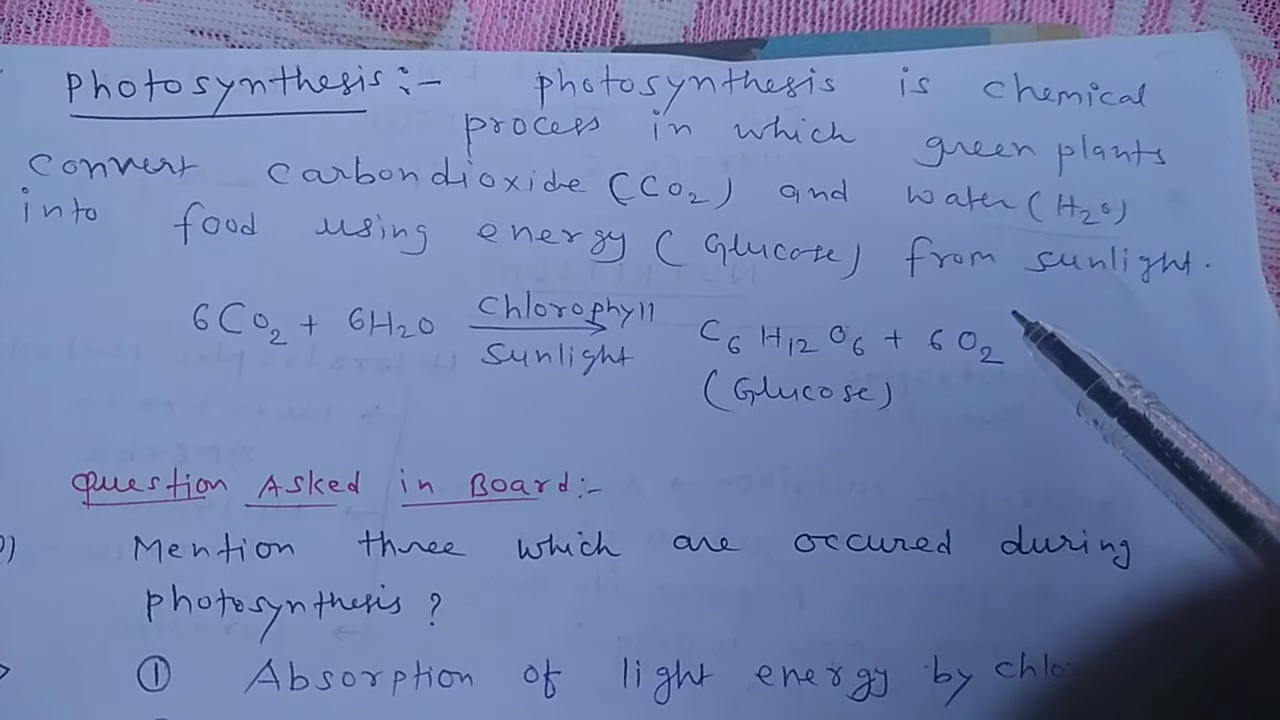 Photosynthesis:- photosynthesis is chemical
process in which green plants
convert carbondioxide (CO₂) and water (H₂O)
into food using energy (Glucose) from sunlight.
6CO₂ + 6H₂O Chlorophyll Sunlight → C₆H₁₂O₆ + 6O₂
(Glucose)
Question Asked in Board:-
Mention three which are occured during
photosynthesis?
① Absorption of light energy by